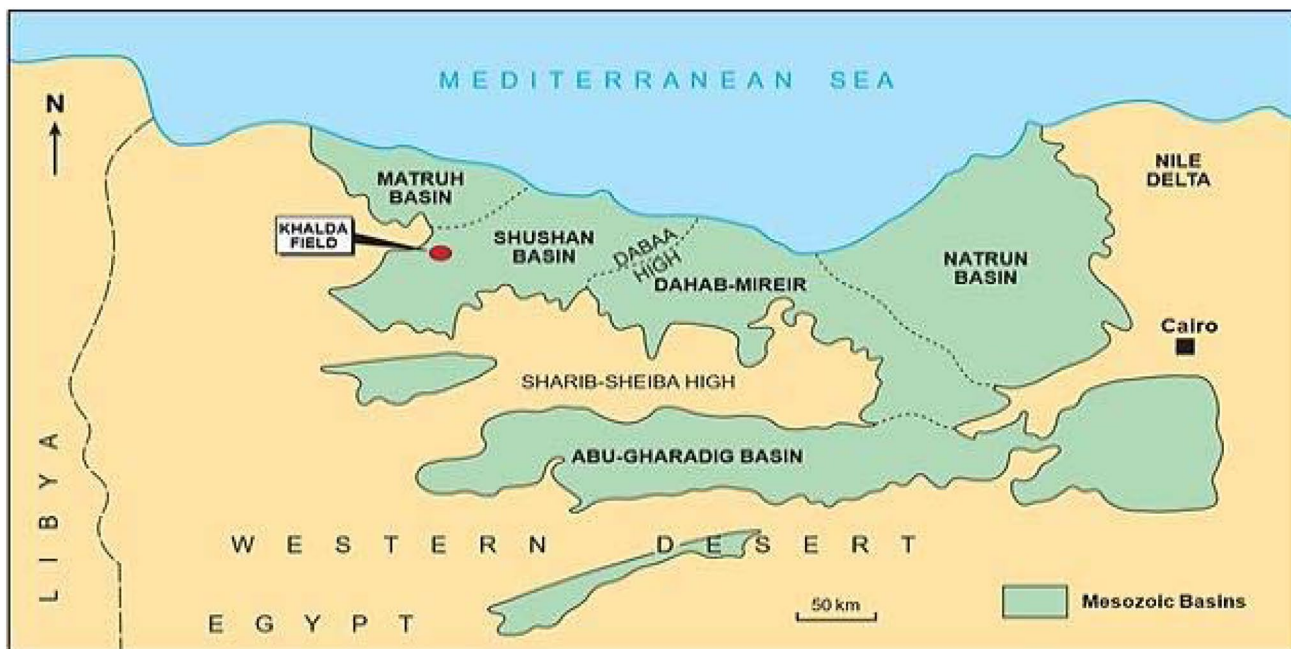 MEDITERRANEAN SEA
N
NILE
DELTA
MATRUH
BASIN
KHALDA
FIELD
SHUSHAN
BASIN
DABAA
HIGH
DAHAB-MIREIR
NATRUN
BASIN
Cairo
SHARIB-SHEIBA HIGH
ABU-GHARADIG BASIN
LIBYA
WESTERN DESERT
50 km
Mesozoic Basins
EGYPT